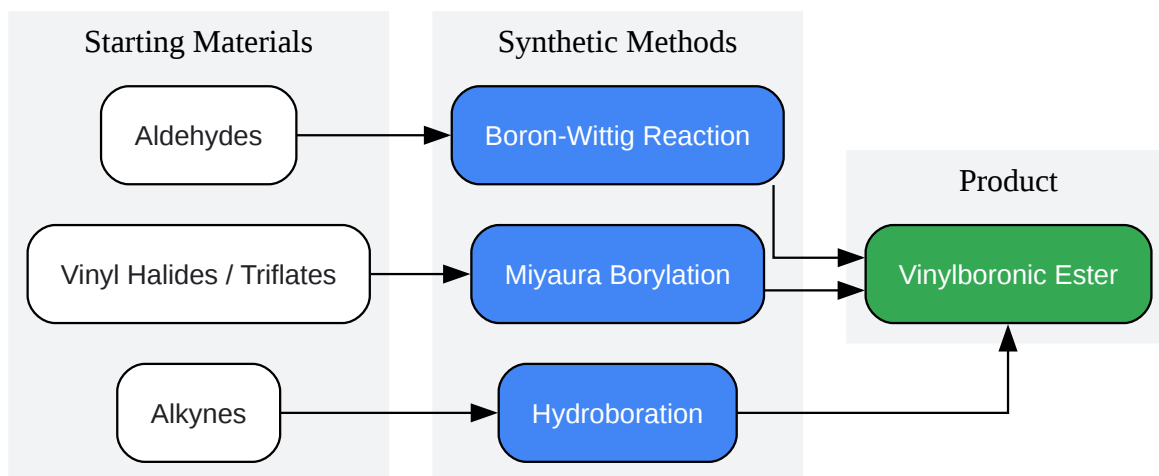 Starting Materials
Synthetic Methods
Aldehydes
Boron-Wittig Reaction
Product
Vinyl Halides / Triflates
Miyaura Borylation
Vinylboronic Ester
Alkynes
Hydroboration